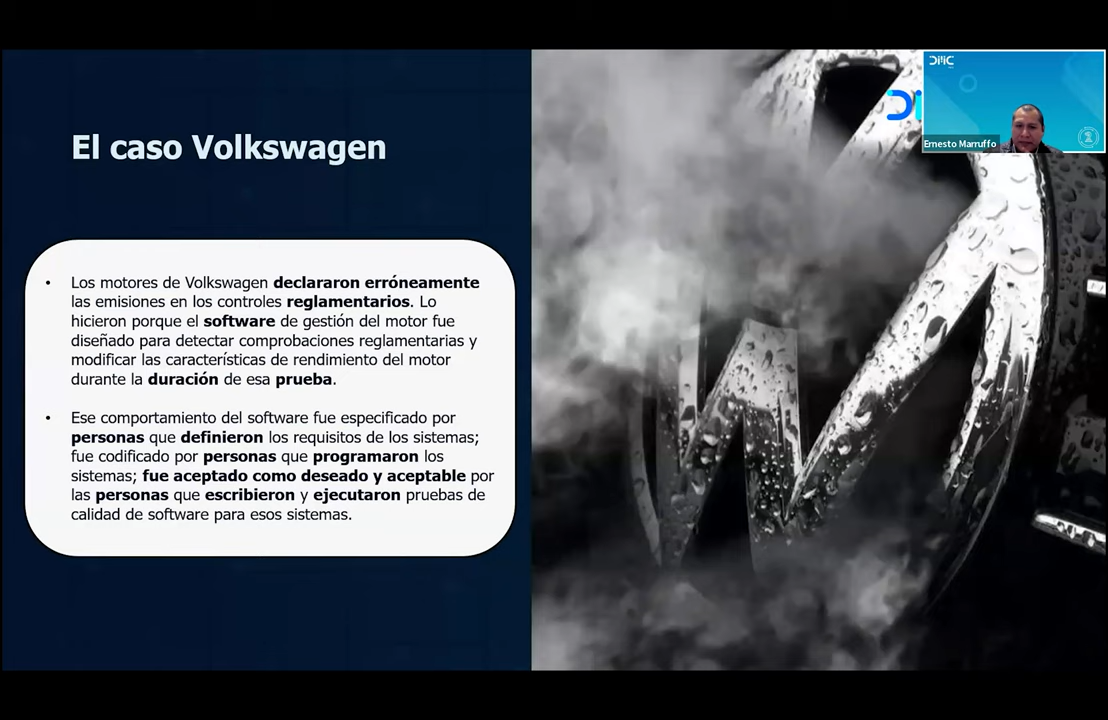 El caso Volkswagen
• Los motores de Volkswagen declararon erróneamente
las emisiones en los controles reglamentarios. Lo
hicieron porque el software de gestión del motor fue
diseñado para detectar comprobaciones reglamentarias y
modificar las características de rendimiento del motor
durante la duración de esa prueba.
• Ese comportamiento del software fue especificado por
personas que definieron los requisitos de los sistemas;
fue codificado por personas que programaron los
sistemas; fue aceptado como deseado y aceptable por
las personas que escribieron y ejecutaron pruebas de
calidad de software para esos sistemas.
Ernesto Marruffo